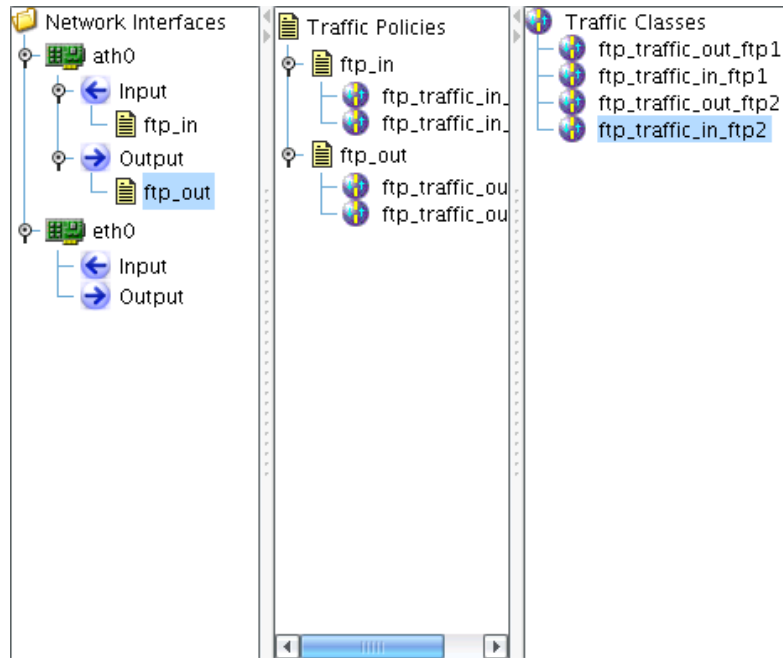 Network Interfaces
ath0
Input
ftp_in
Output
ftp_out
eth0
Input
Output
Traffic Policies
ftp_in
ftp_traffic_in_
ftp_traffic_in_
ftp_out
ftp_traffic_ou
ftp_traffic_ou
Traffic Classes
ftp_traffic_out_ftp1
ftp_traffic_in_ftp1
ftp_traffic_out_ftp2
ftp_traffic_in_ftp2